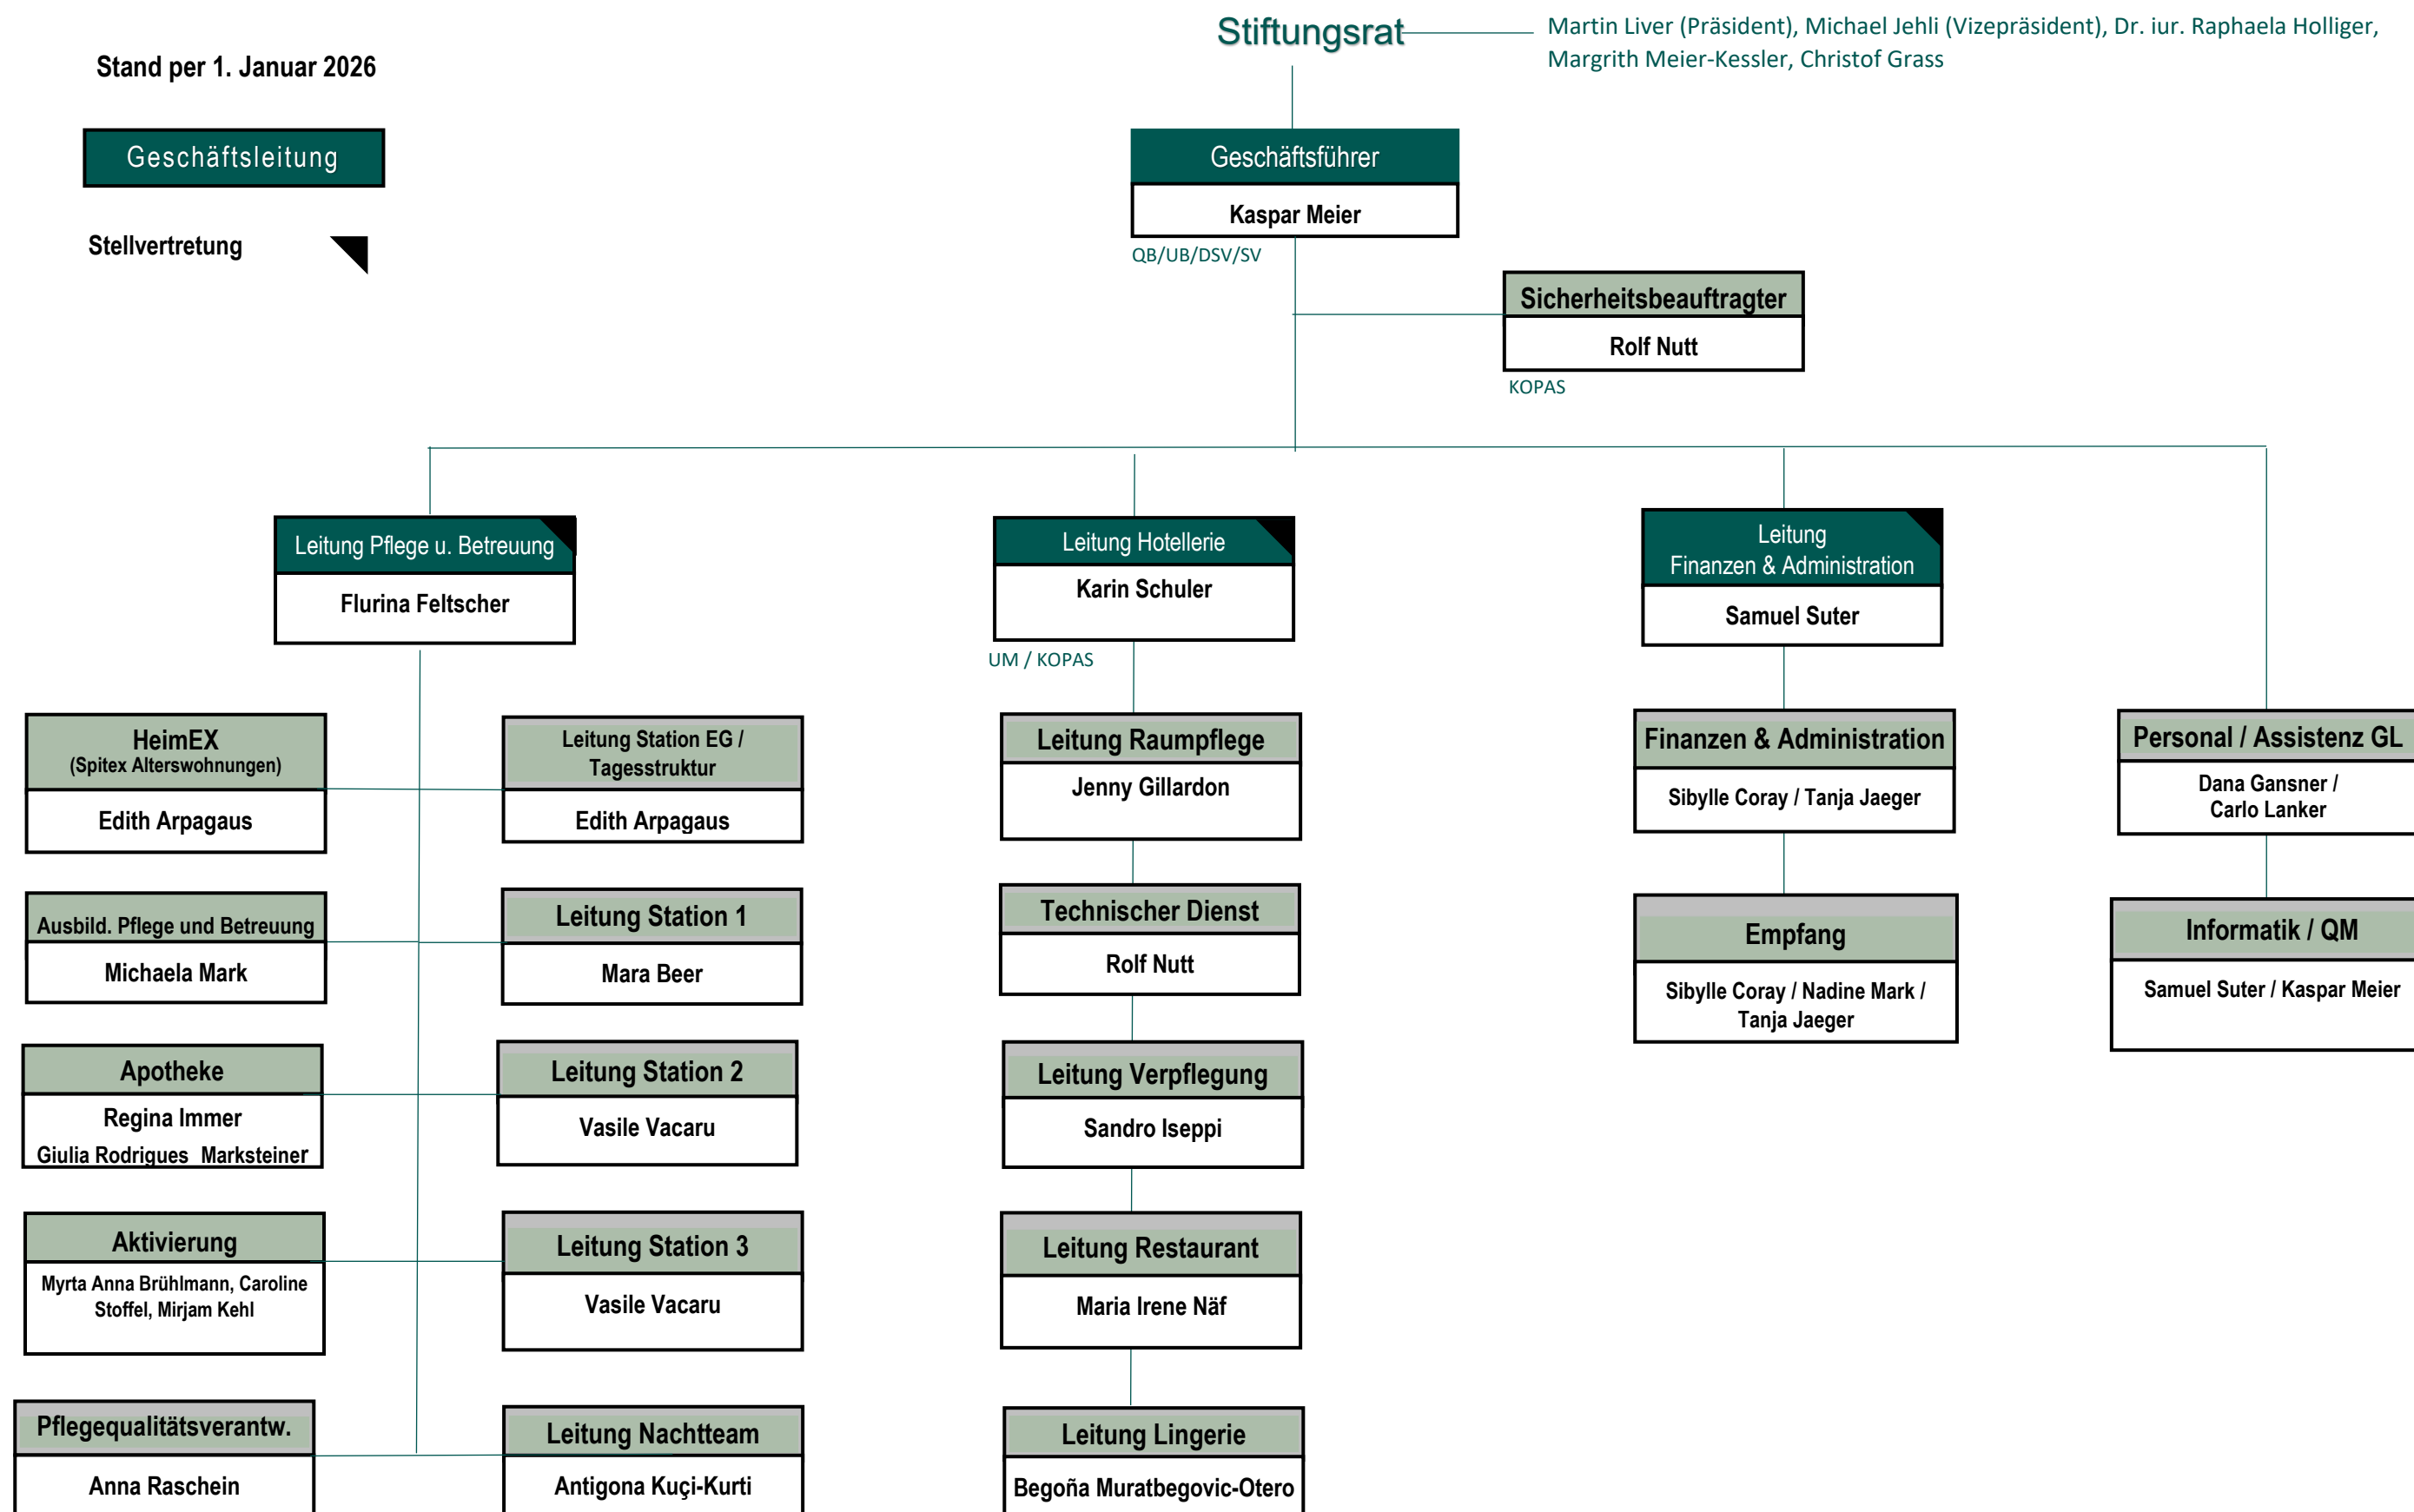 Stiftungsrat
Martin Liver (Präsident), Michael Jehli (Vizepräsident), Dr. iur. Raphaela Holliger,
Margrith Meier-Kessler, Christof Grass
Stand per 1. Januar 2026
Geschäftsleitung
Stellvertretung
Geschäftsführer
Kaspar Meier
QB/UB/DSV/SV
Sicherheitsbeauftragter
Rolf Nutt
KOPAS
Leitung Pflege u. Betreuung
Flurina Feltscher
Leitung Hotellerie
Karin Schuler
UM / KOPAS
Leitung
Finanzen & Administration
Samuel Suter
HeimEX
(Spitex Alterswohnungen)
Edith Arpagaus
Leitung Station EG /
Tagesstruktur
Edith Arpagaus
Leitung Raumpflege
Jenny Gillardon
Finanzen & Administration
Sibylle Coray / Tanja Jaeger
Personal / Assistenz GL
Dana Gansner /
Carlo Lanker
Ausbild. Pflege und Betreuung
Michaela Mark
Leitung Station 1
Mara Beer
Technischer Dienst
Rolf Nutt
Empfang
Sibylle Coray / Nadine Mark /
Tanja Jaeger
Informatik / QM
Samuel Suter / Kaspar Meier
Apotheke
Regina Immer
Giulia Rodrigues Marksteiner
Leitung Station 2
Vasile Vacaru
Leitung Verpflegung
Sandro Iseppi
Aktivierung
Myrta Anna Brühlmann, Caroline
Stoffel, Mirjam Kehl
Leitung Station 3
Vasile Vacaru
Leitung Restaurant
Maria Irene Näf
Pflegequalitätsverantw.
Anna Raschein
Leitung Nachtteam
Antigona Kuçi-Kurti
Leitung Lingerie
Begoña Muratbegovic-Otero